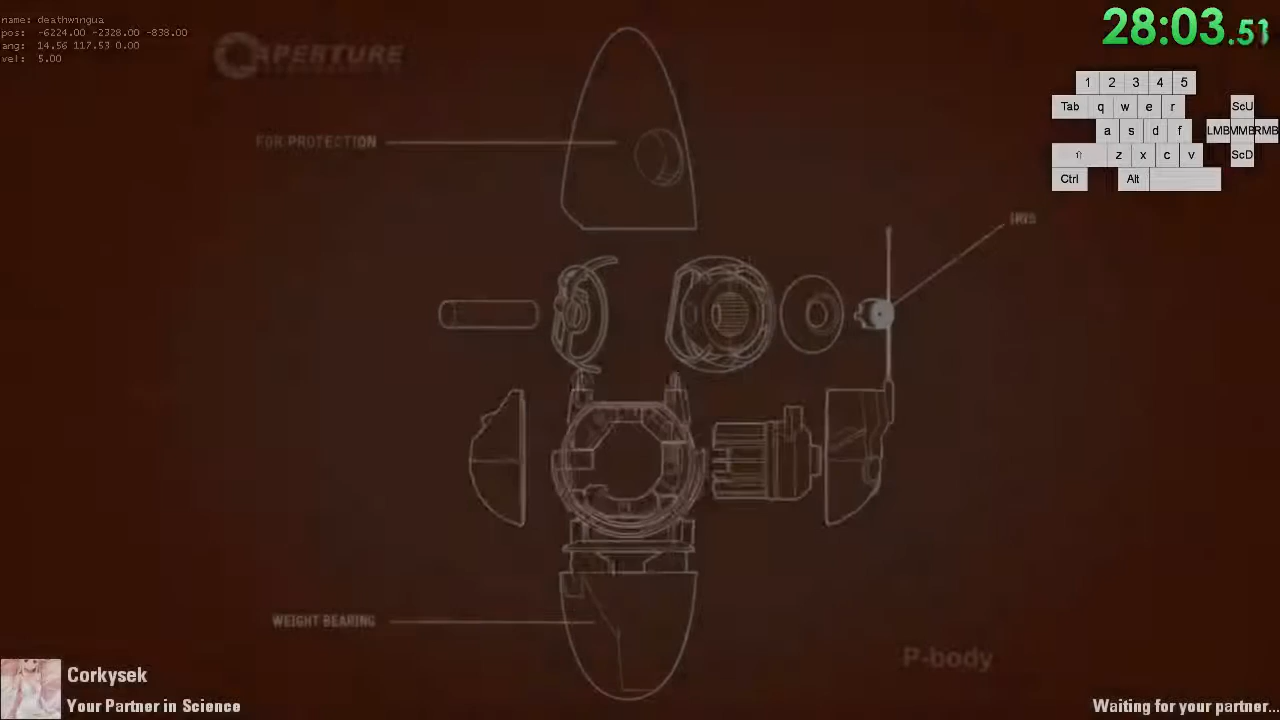 name: deathwingua
pos: -6224.00 -2328.00 -838.00
ang: 14.56 117.53 0.00
vel: 5.00
28:03.51
APERTURE
1 2 3 4 5
Tab q w e r ScU
a s d f LMB MMB RMB
⇧ z x c v ScD
Ctrl Alt
FOR PROTECTION
IRIS
WEIGHT BEARING
P-body
Corkysek
Your Partner in Science
Waiting for your partner...